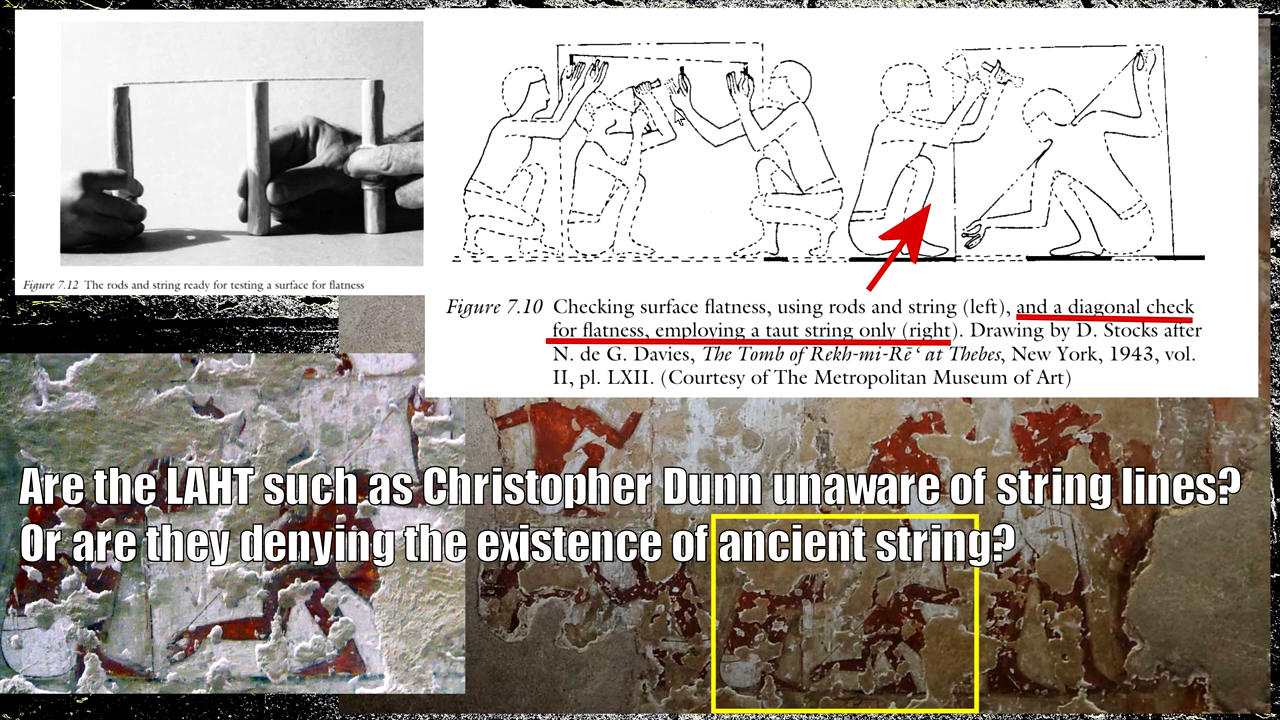 Figure 7.12 The rods and string ready for testing a surface for flatness
Figure 7.10 Checking surface flatness, using rods and string (left), and a diagonal check
for flatness, employing a taut string only (right). Drawing by D. Stocks after
N. de G. Davies, The Tomb of Rekh-mi-Rēʿ at Thebes, New York, 1943, vol.
II, pl. LXII. (Courtesy of The Metropolitan Museum of Art)
Are the LAHT such as Christopher Dunn unaware of string lines?
Or are they denying the existence of ancient string?